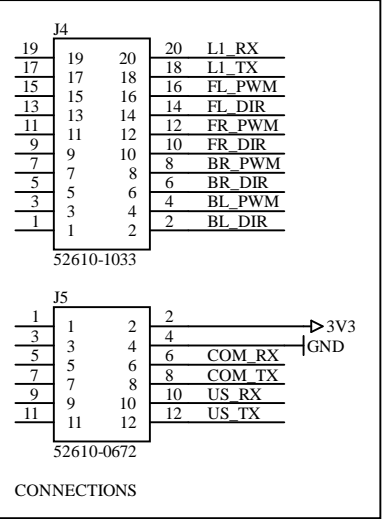 J4
19 19 20 20 L1_RX
17 17 18 18 L1_TX
15 15 16 16 FL_PWM
13 13 14 14 FL_DIR
11 11 12 12 FR_PWM
9 9 10 10 FR_DIR
7 7 8 8 BR_PWM
5 5 6 6 BR_DIR
3 3 4 4 BL_PWM
1 1 2 2 BL_DIR
52610-1033
J5
1 1 2 2 3V3
3 3 4 4 GND
5 5 6 6 COM_RX
7 7 8 8 COM_TX
9 9 10 10 US_RX
11 11 12 12 US_TX
52610-0672
CONNECTIONS